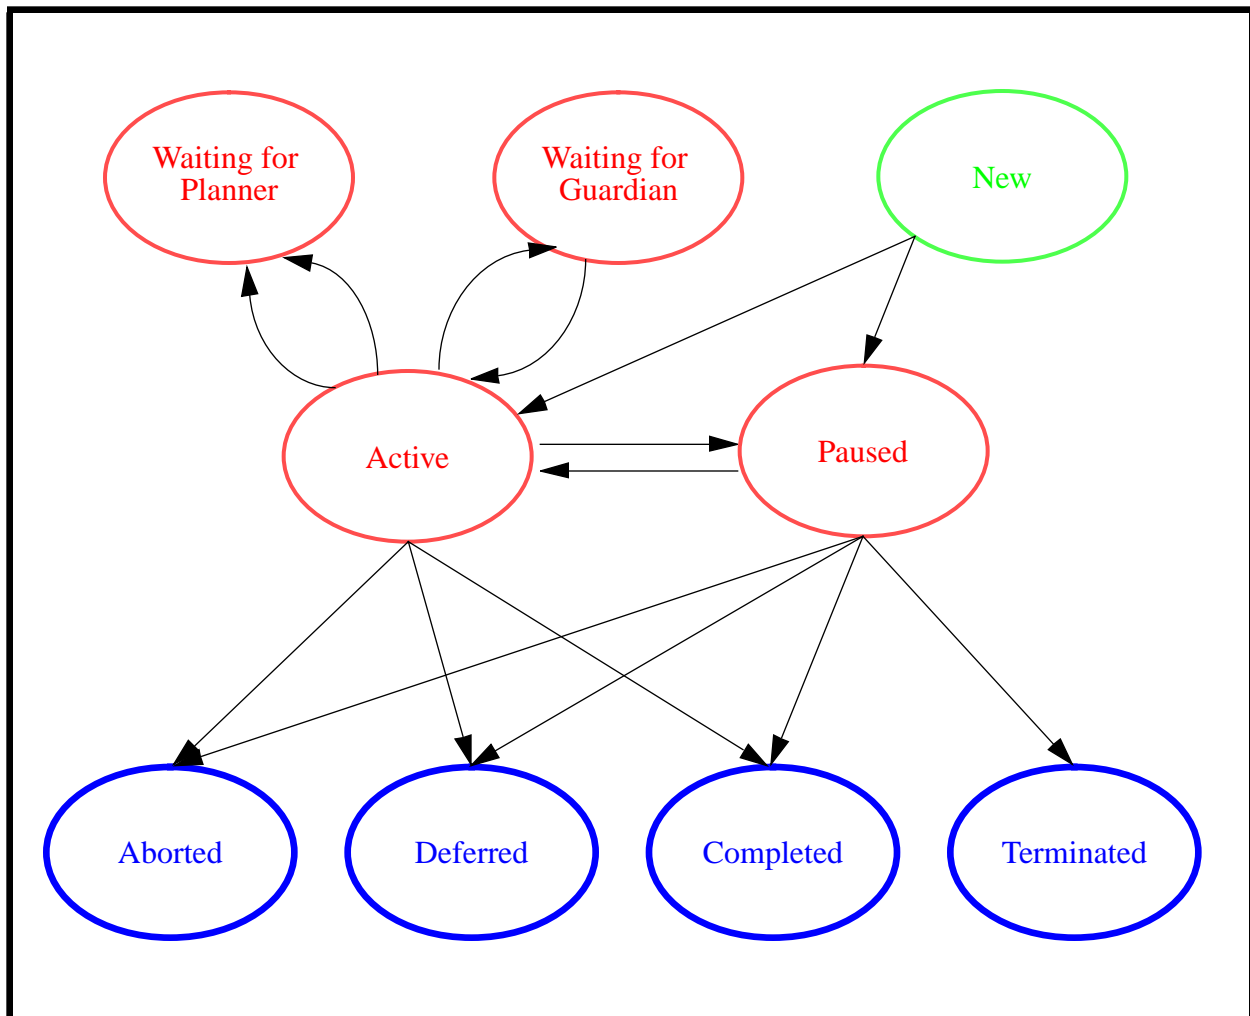 Waiting for
Planner
Waiting for
Guardian
New
Active
Paused
Aborted
Deferred
Completed
Terminated